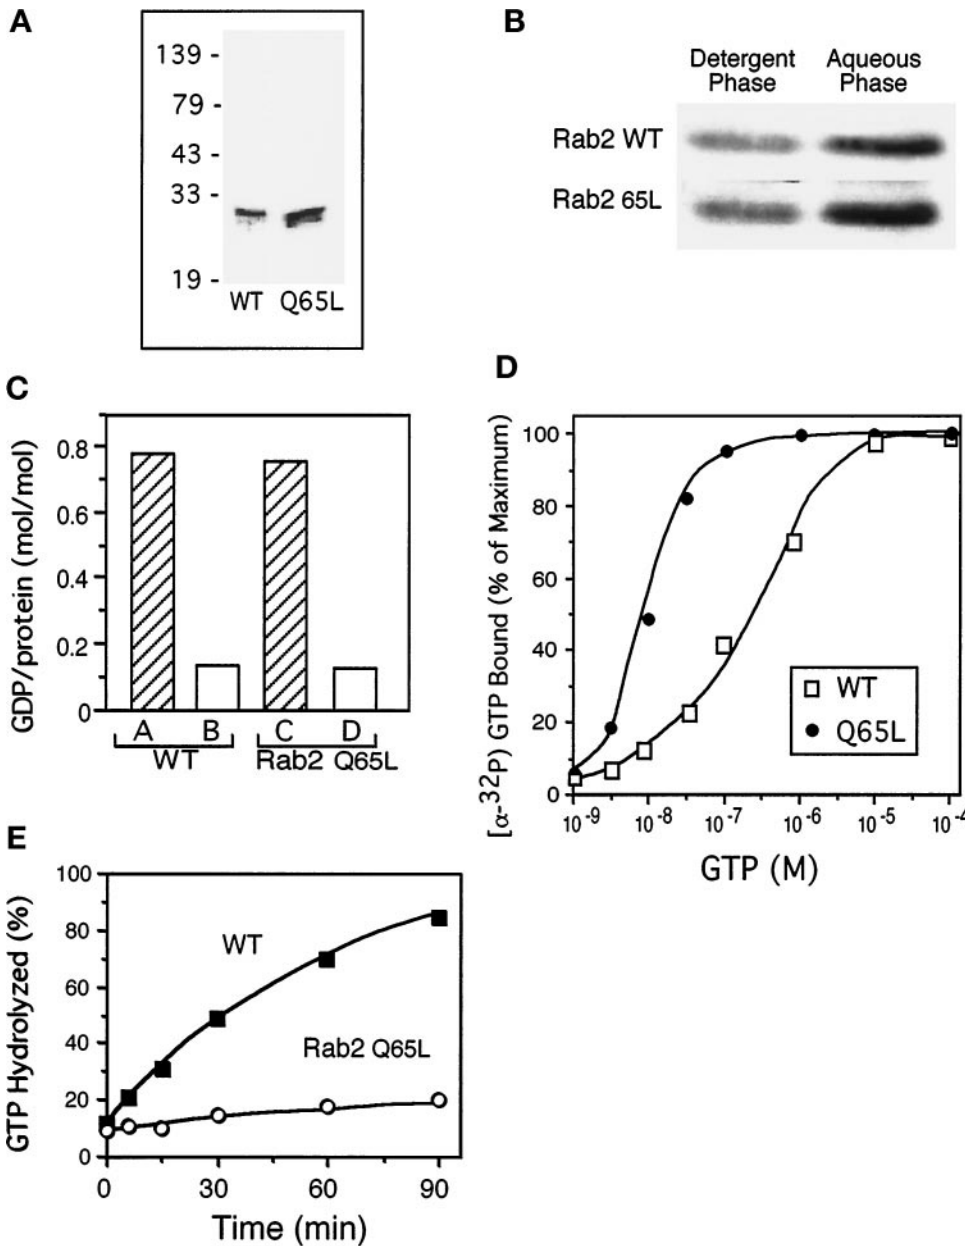 A
139 -
79 -
43 -
33 -
19 -
WT Q65L
B
Detergent Phase
Aqueous Phase
Rab2 WT
Rab2 65L
C
GDP/protein (mol/mol)
0.8
0.6
0.4
0.2
0
A B C D
WT
Rab2 Q65L
D
[α-³²P) GTP Bound (% of Maximum)
100
80
60
40
20
0
10⁻⁹ 10⁻⁸ 10⁻⁷ 10⁻⁶ 10⁻⁵ 10⁻⁴
GTP (M)
WT
Q65L
E
GTP Hydrolyzed (%)
100
80
60
40
20
0
WT
Rab2 Q65L
0 30 60 90
Time (min)